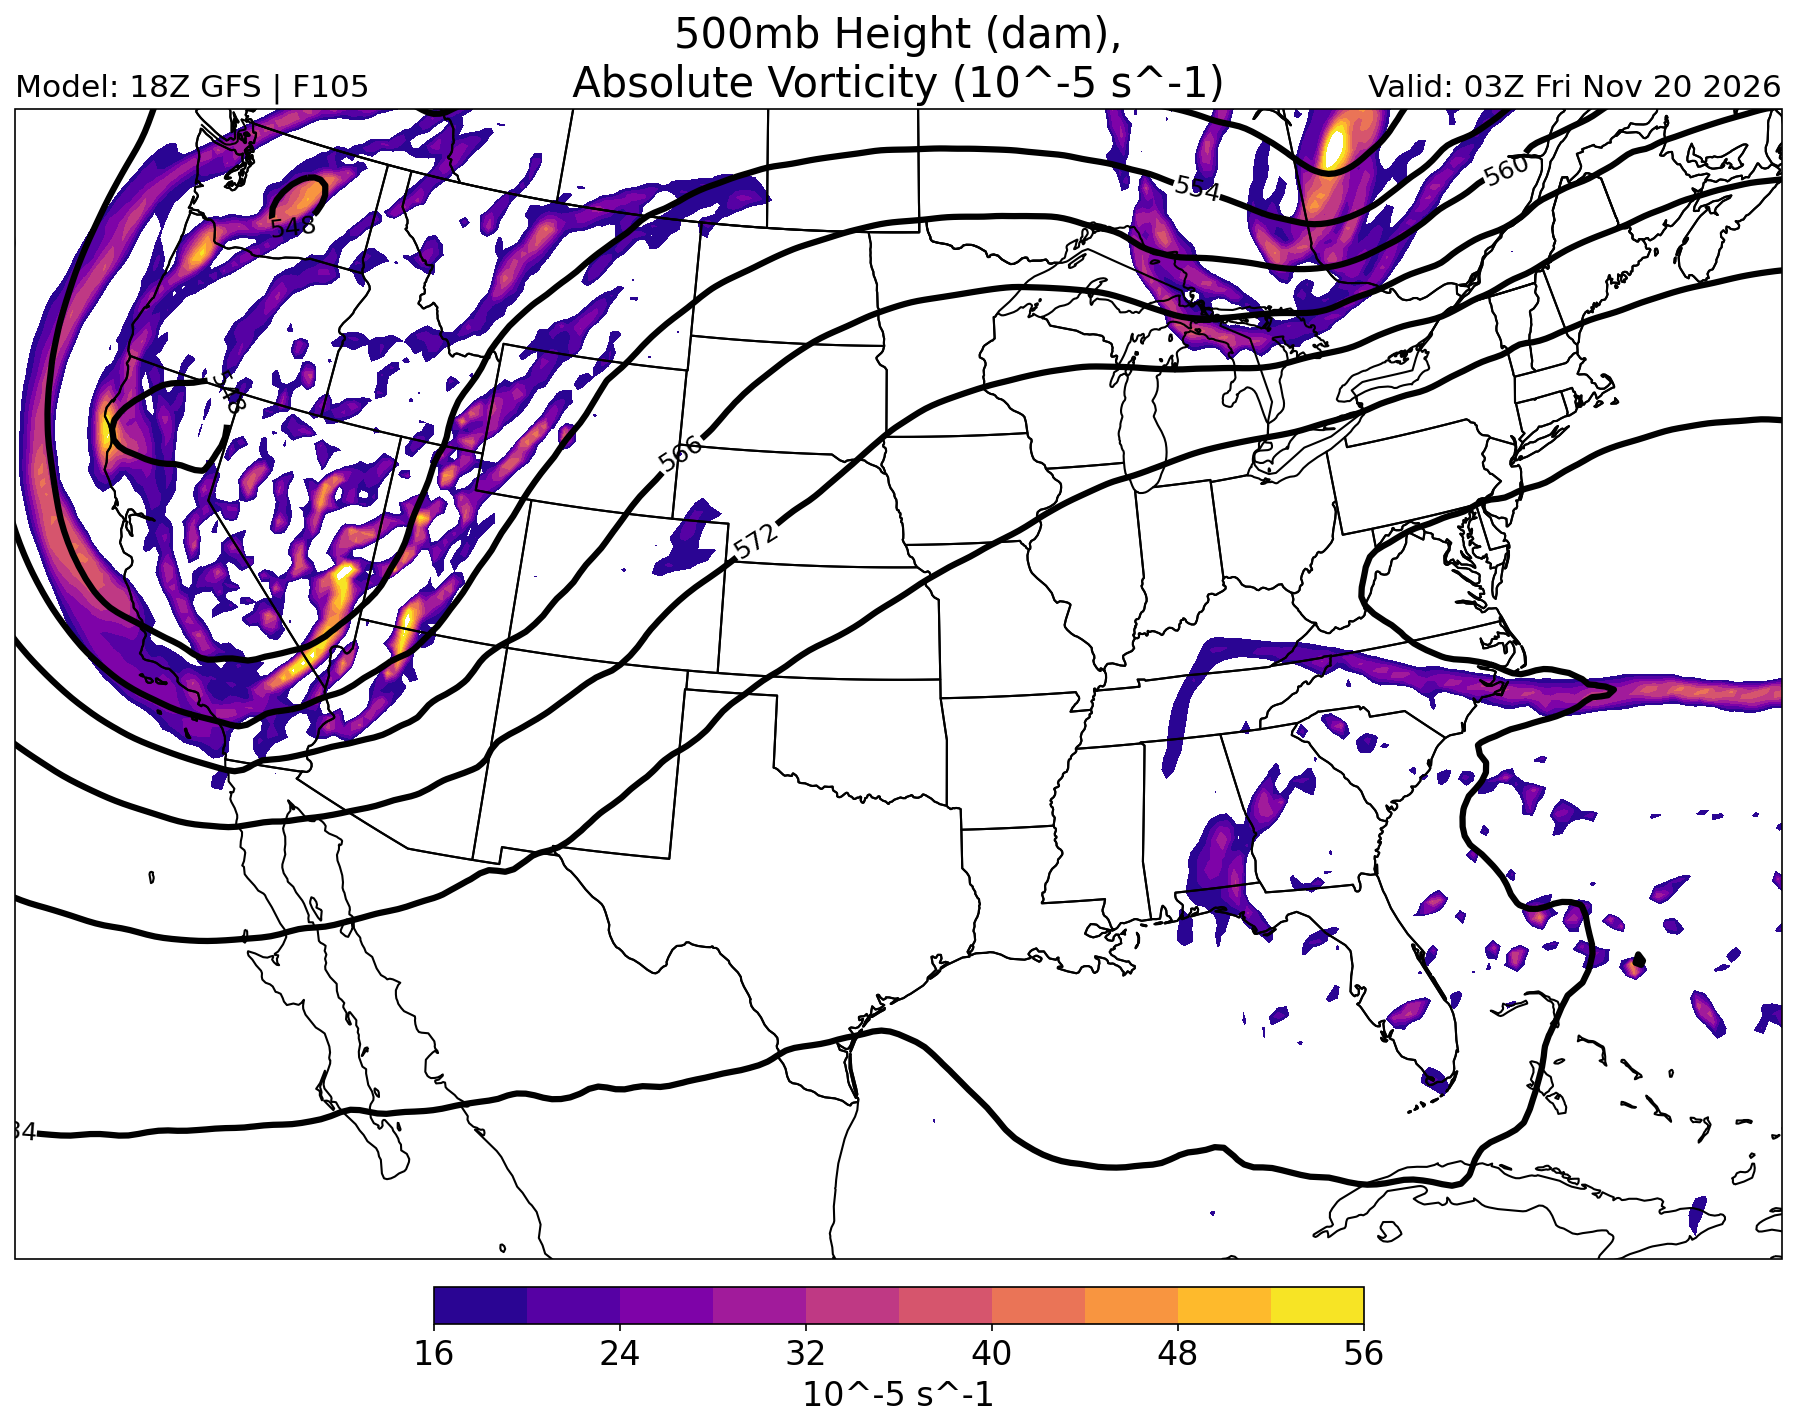 500mb Height (dam),
Absolute Vorticity (10^-5 s^-1)
Model: 18Z GFS | F105
Valid: 03Z Fri Nov 20 2026
554
560
548
566
572
16 24 32 40 48 56
10^-5 s^-1